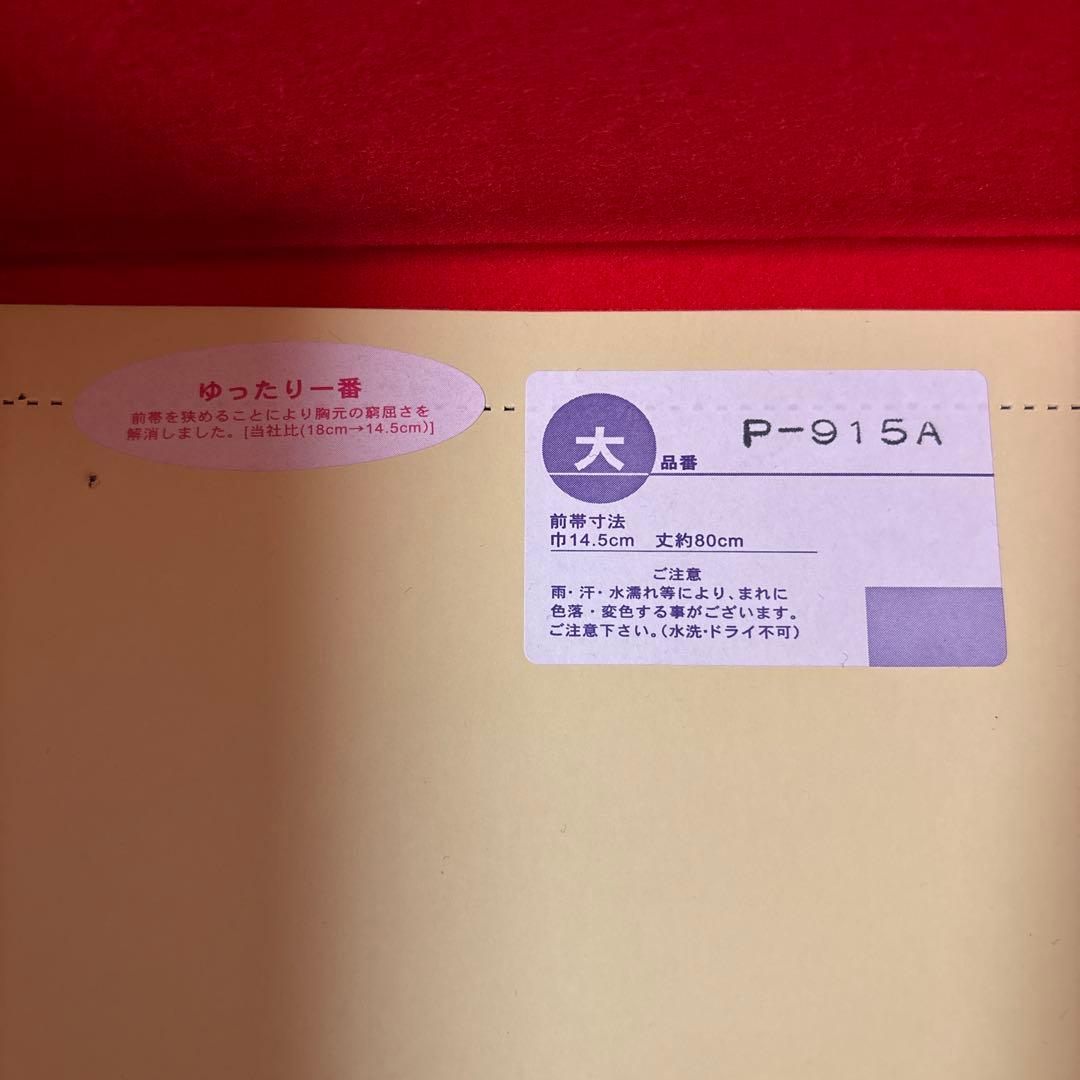 ゆったり一番
前帯を狭めることにより胸元の窮屈さを
解消しました。[当社比(18cm→14.5cm)]
大 品番 P-915A
前帯寸法
巾14.5cm 丈約80cm
ご注意
雨・汗・水濡れ等により、まれに
色落・変色する事がございます。
ご注意下さい。(水洗・ドライ不可)